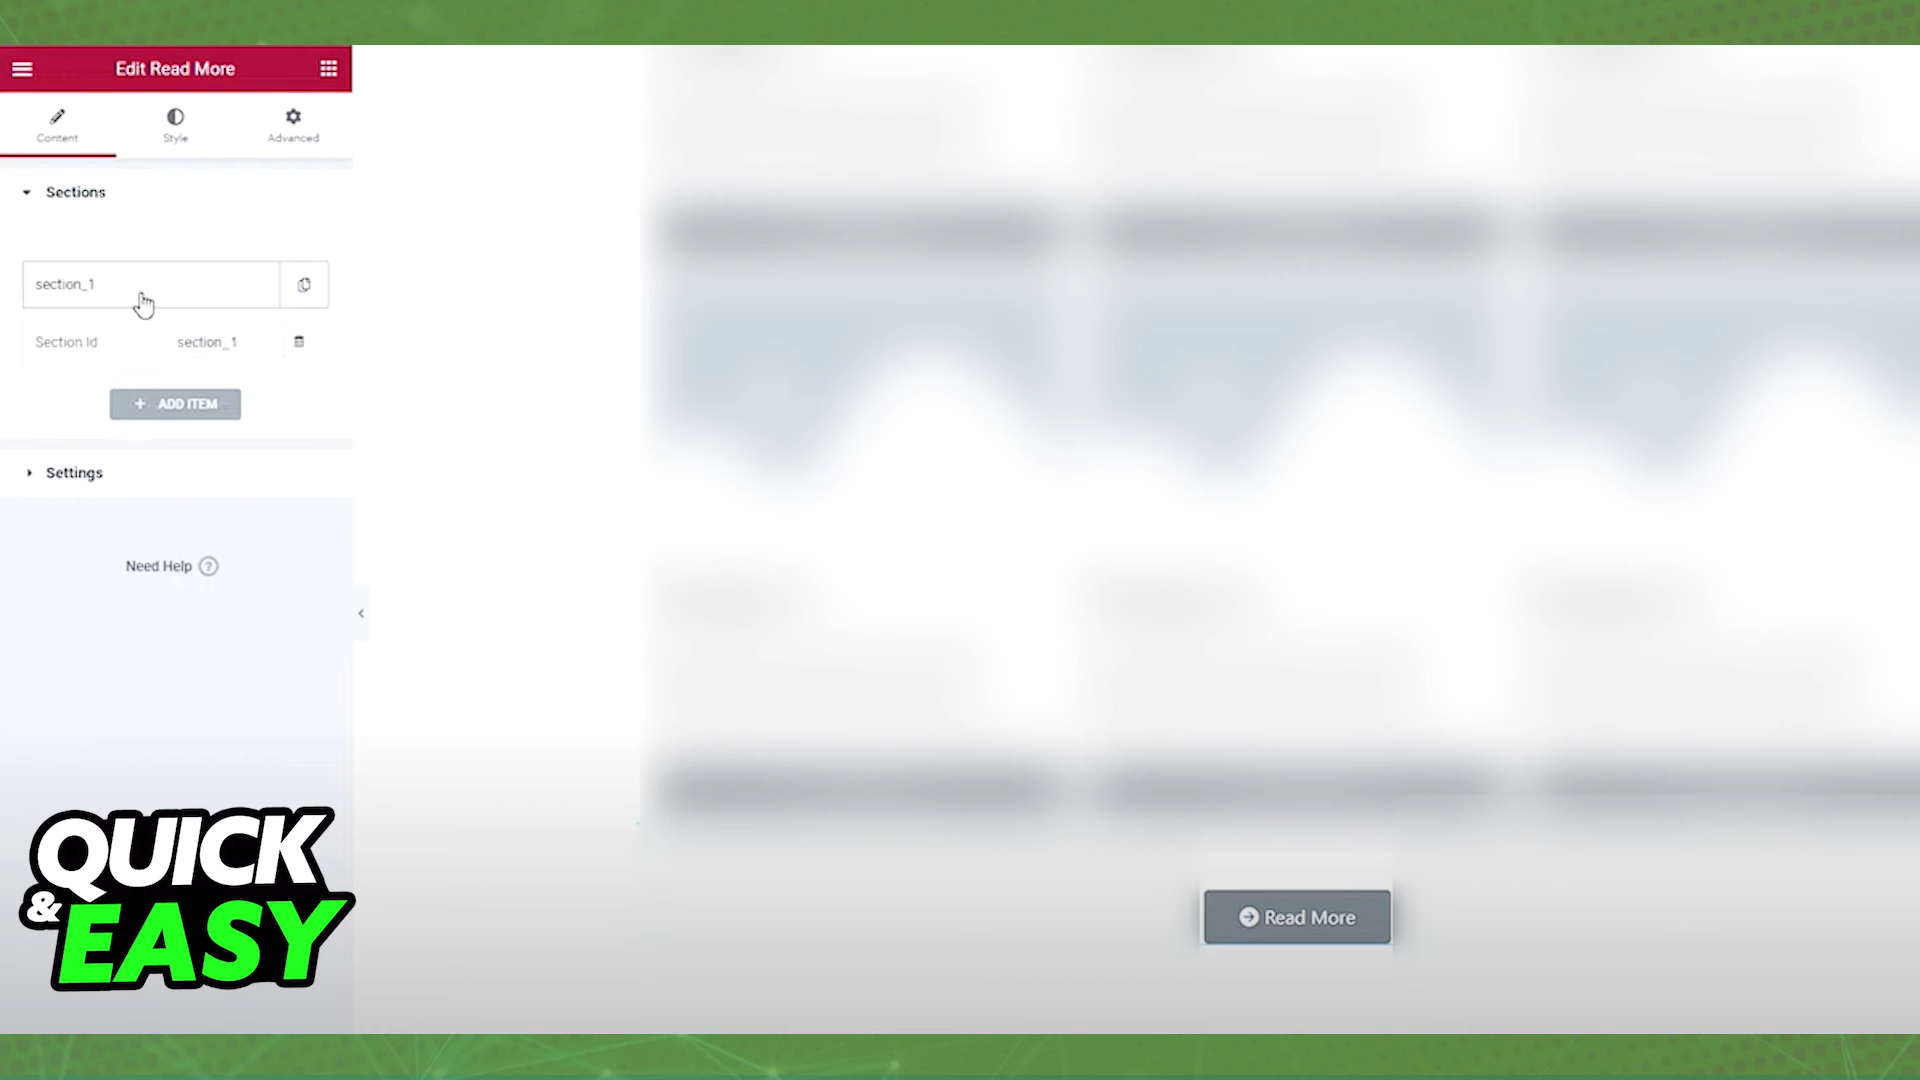 Edit Read More
Content
Style
Advanced
Sections
section_1
Section Id
section_1
+ ADD ITEM
Settings
Need Help ?
Read More
QUICK
& EASY